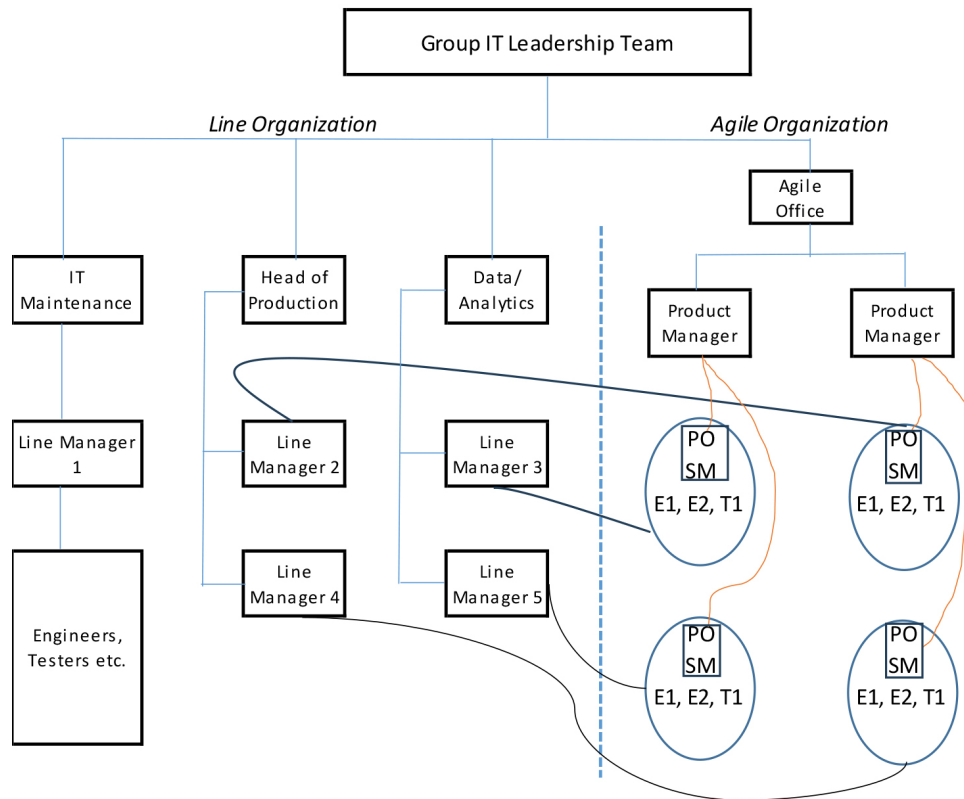 Group IT Leadership Team
Line Organization
Agile Organization
Agile
Office
IT
Maintenance
Head of
Production
Data/
Analytics
Product
Manager
Product
Manager
Line Manager
1
Line
Manager 2
Line
Manager 3
PO
SM
E1, E2, T1
PO
SM
E1, E2, T1
Engineers,
Testers etc.
Line
Manager 4
Line
Manager 5
PO
SM
E1, E2, T1
PO
SM
E1, E2, T1